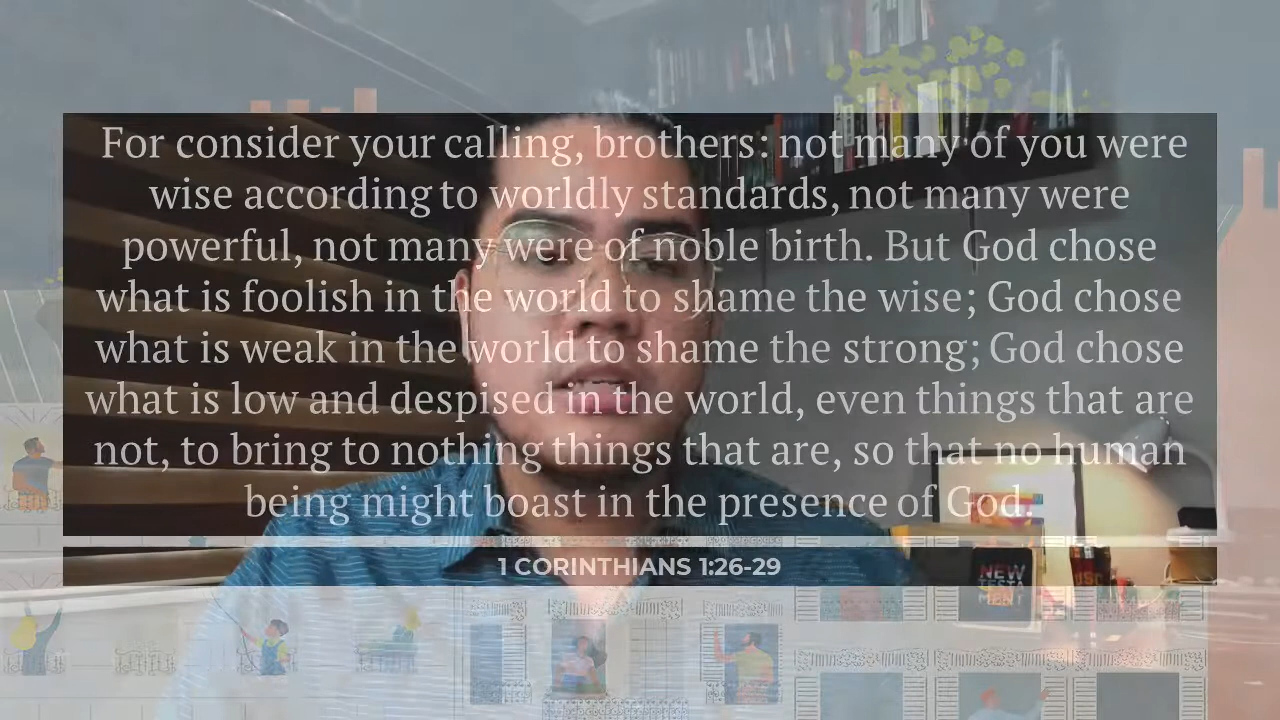 For consider your calling, brothers: not many of you were
wise according to worldly standards, not many were
powerful, not many were of noble birth. But God chose
what is foolish in the world to shame the wise; God chose
what is weak in the world to shame the strong; God chose
what is low and despised in the world, even things that are
not, to bring to nothing things that are, so that no human
being might boast in the presence of God.
1 CORINTHIANS 1:26-29
NEW
TESTA
MENT